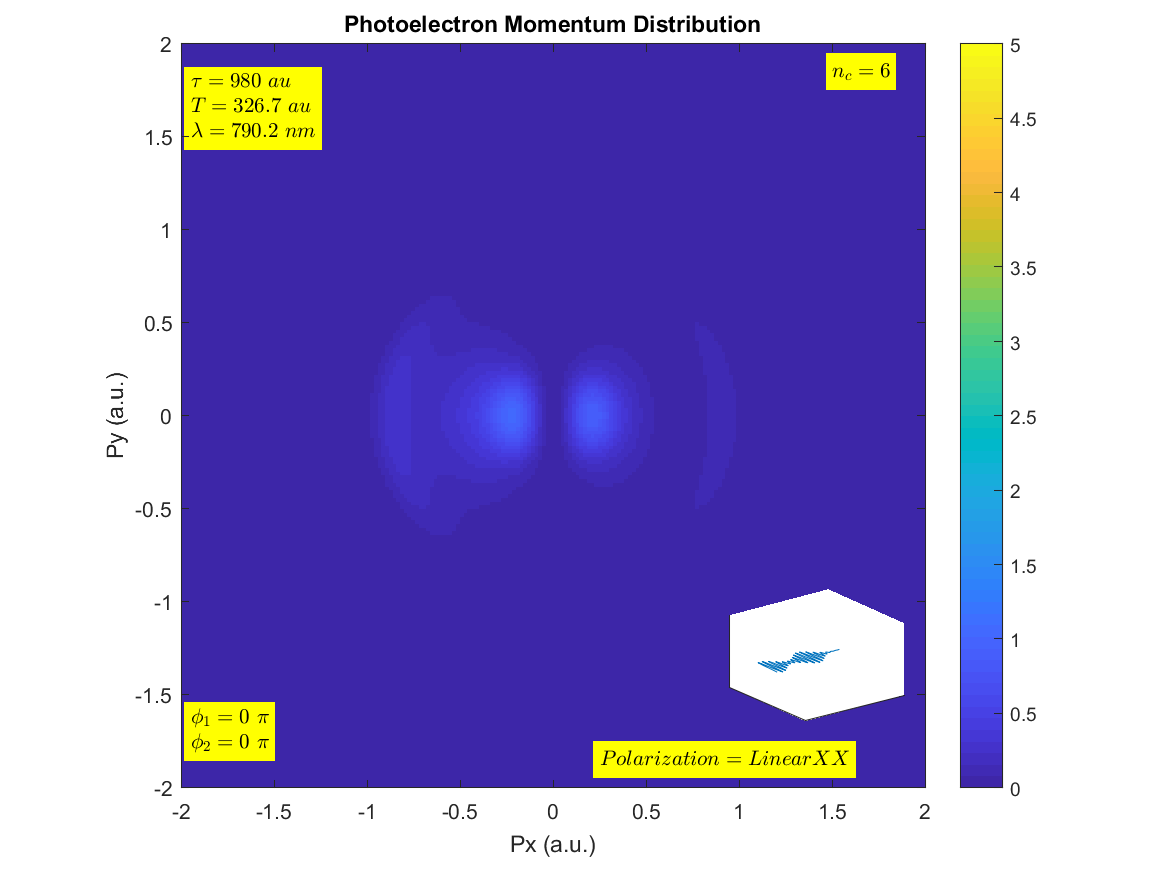 Photoelectron Momentum Distribution
τ = 980 au
T = 326.7 au
λ = 790.2 nm
n_c = 6
2
1.5
1
0.5
0
-0.5
-1
-1.5
-2
Py (a.u.)
5
4.5
4
3.5
3
2.5
2
1.5
1
0.5
0
ϕ₁ = 0 π
ϕ₂ = 0 π
Polarization = LinearXX
-2 -1.5 -1 -0.5 0 0.5 1 1.5 2
Px (a.u.)